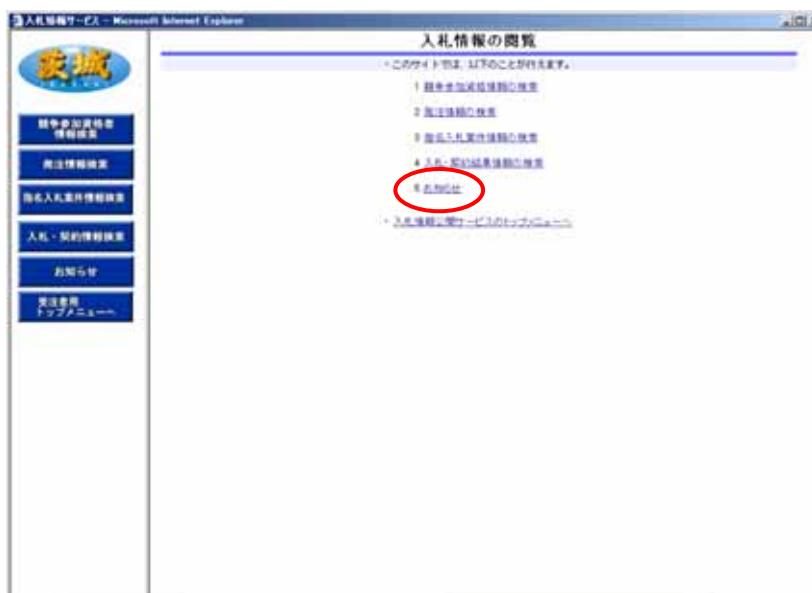 入札情報サービス - Microsoft Internet Explorer
茨城
競争参加資格者
情報検索
発注情報検索
指名入札案件情報検索
入札・契約情報検索
お知らせ
受注者用
トップメニューへ
入札情報の閲覧
・このサイトでは、以下のことが行えます。
1 競争参加資格情報の検索
2 発注情報の検索
3 指名入札案件情報の検索
4 入札・契約結果情報の検索
5 お知らせ
・入札情報公開サービスのトップメニューへ